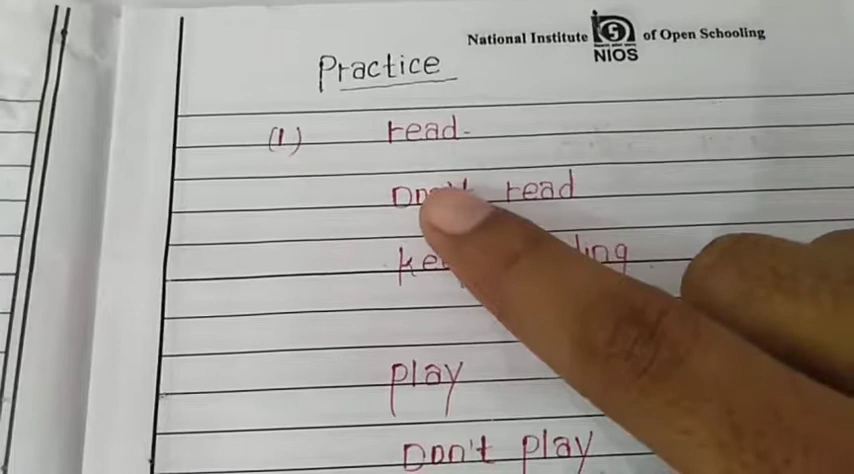 National Institute of Open Schooling
NIOS
Practice
(1) read.
read
play
Don't play